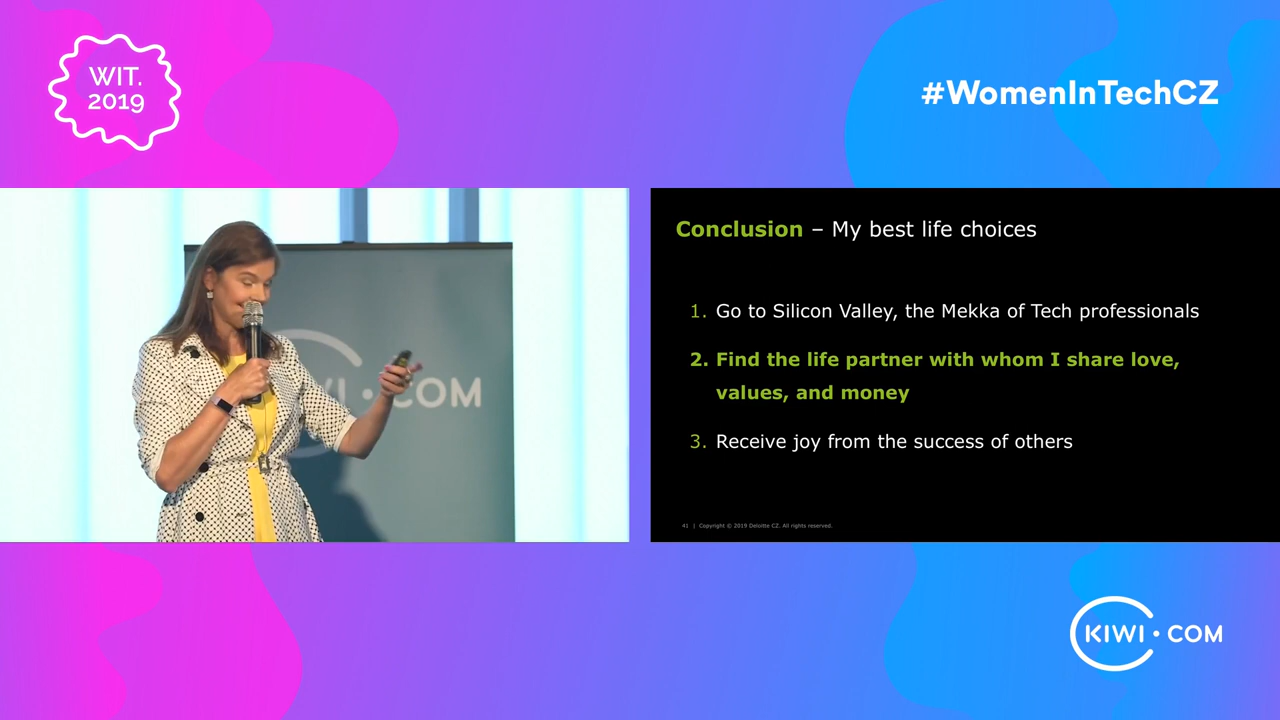 WIT.
2019
#WomenInTechCZ
KIWI.COM
Conclusion – My best life choices
1. Go to Silicon Valley, the Mekka of Tech professionals
2. Find the life partner with whom I share love,
values, and money
3. Receive joy from the success of others
41 | Copyright © 2019 Deloitte CZ. All rights reserved.
KIWI.COM